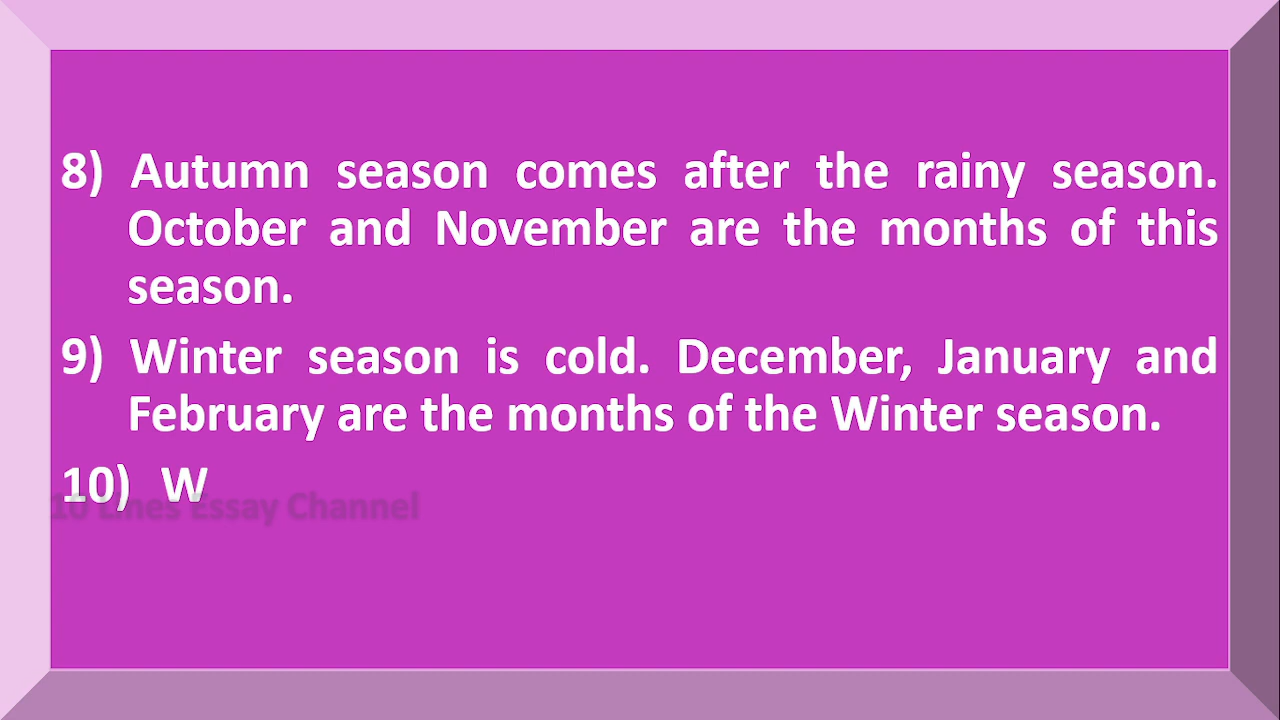 8) Autumn season comes after the rainy season.
October and November are the months of this
season.
9) Winter season is cold. December, January and
February are the months of the Winter season.
10) W
10 Lines Essay Channel